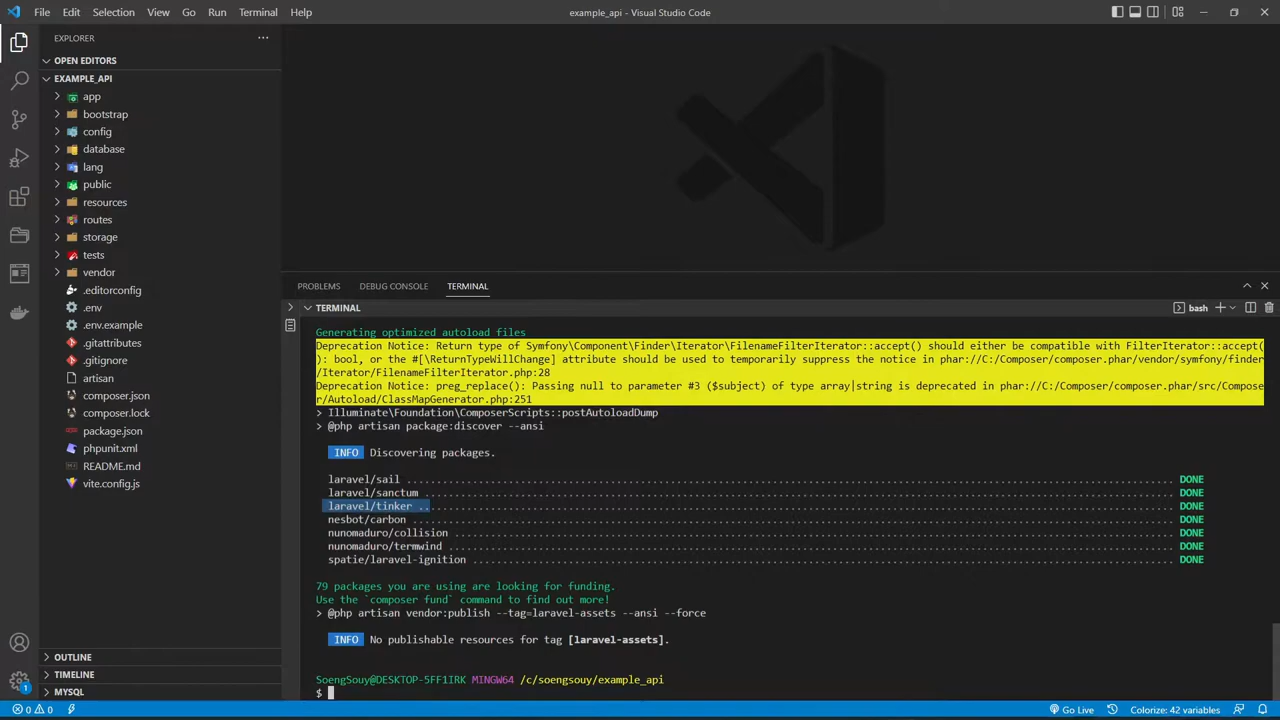 File Edit Selection View Go Run Terminal Help
example_api - Visual Studio Code
EXPLORER
OPEN EDITORS
EXAMPLE_API
app
bootstrap
config
database
lang
public
resources
routes
storage
tests
vendor
.editorconfig
.env
.env.example
.gitattributes
.gitignore
artisan
composer.json
composer.lock
package.json
phpunit.xml
README.md
vite.config.js
OUTLINE
TIMELINE
MYSQL
PROBLEMS DEBUG CONSOLE TERMINAL
TERMINAL
bash
Generating optimized autoload files
Deprecation Notice: Return type of Symfony\Component\Finder\Iterator\FilenameFilterIterator::accept() should either be compatible with FilterIterator::accept(
): bool, or the #[\ReturnTypeWillChange] attribute should be used to temporarily suppress the notice in phar://C:/Composer/composer.phar/vendor/symfony/finder
/Iterator/FilenameFilterIterator.php:28
Deprecation Notice: preg_replace(): Passing null to parameter #3 ($subject) of type array|string is deprecated in phar://C:/Composer/composer.phar/src/Compose
r/Autoload/ClassMapGenerator.php:251
> Illuminate\Foundation\ComposerScripts::postAutoloadDump
> @php artisan package:discover --ansi
INFO Discovering packages.
laravel/sail ........ DONE
laravel/sanctum ........ DONE
laravel/tinker ........ DONE
nesbot/carbon ........ DONE
nunomaduro/collision ........ DONE
nunomaduro/termwind ........ DONE
spatie/laravel-ignition ........ DONE
79 packages you are using are looking for funding.
Use the `composer fund` command to find out more!
> @php artisan vendor:publish --tag=laravel-assets --ansi --force
INFO No publishable resources for tag [laravel-assets].
SoengSouy@DESKTOP-5FF1IRK MINGW64 /c/soengsouy/example_api
$
1
0 0
Go Live
Colorize: 42 variables